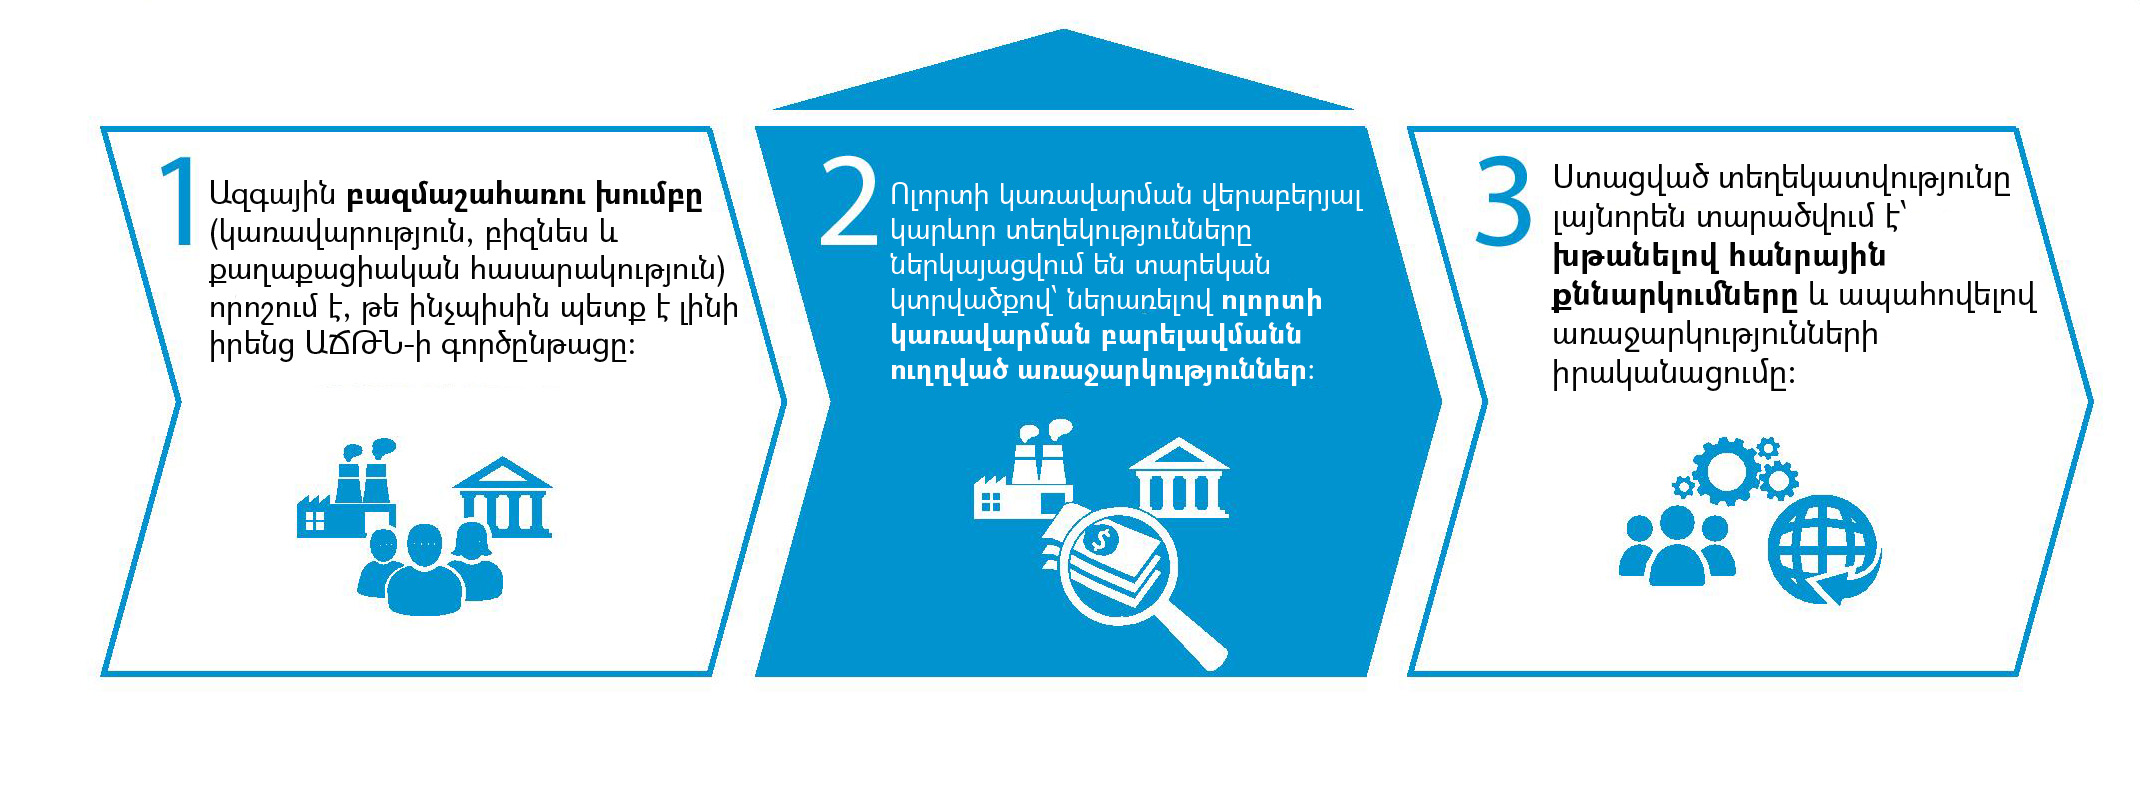 1
Ազգային բազմաշահառու խումբը
(կառավարություն, բիզնես և
քաղաքացիական հասարակություն)
որոշում է, թե ինչպիսին պետք է լինի
իրենց ԱՃԹՆ-ի գործընթացը։
2
Ոլորտի կառավարման վերաբերյալ
կարևոր տեղեկությունները
ներկայացվում են տարեկան
կտրվածքով՝ ներառելով ոլորտի
կառավարման բարելավմանն
ուղղված առաջարկություններ։
3
Ստացված տեղեկատվությունը
լայնորեն տարածվում է՝
խթանելով հանրային
քննարկումները և ապահովելով
առաջարկությունների
իրականացումը։
$